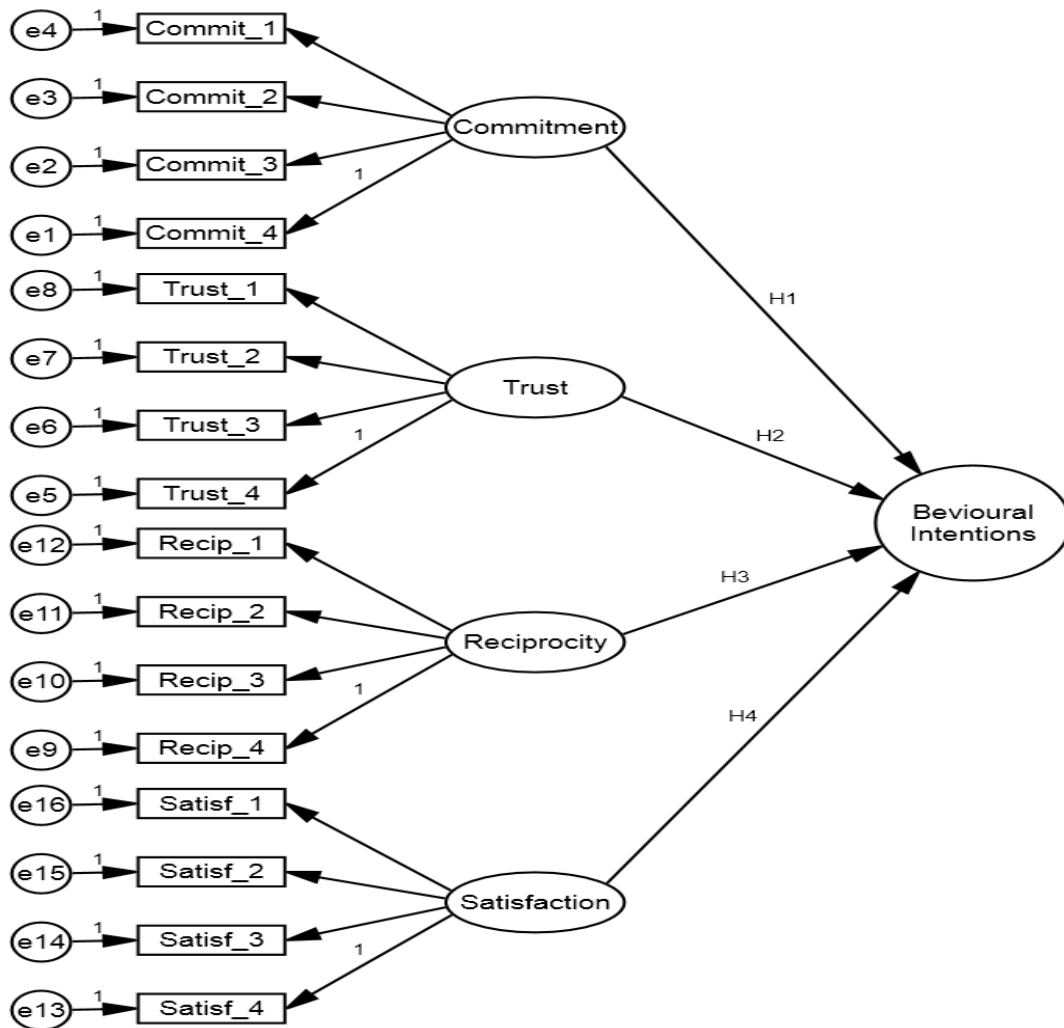 e4 1 Commit_1
e3 1 Commit_2
e2 1 Commit_3
e1 1 Commit_4
1
Commitment
e8 1 Trust_1
e7 1 Trust_2
e6 1 Trust_3
e5 1 Trust_4
1
Trust
e12 1 Recip_1
e11 1 Recip_2
e10 1 Recip_3
e9 1 Recip_4
1
Reciprocity
e16 1 Satisf_1
e15 1 Satisf_2
e14 1 Satisf_3
e13 1 Satisf_4
1
Satisfaction
H1
H2
H3
H4
Bevioural
Intentions